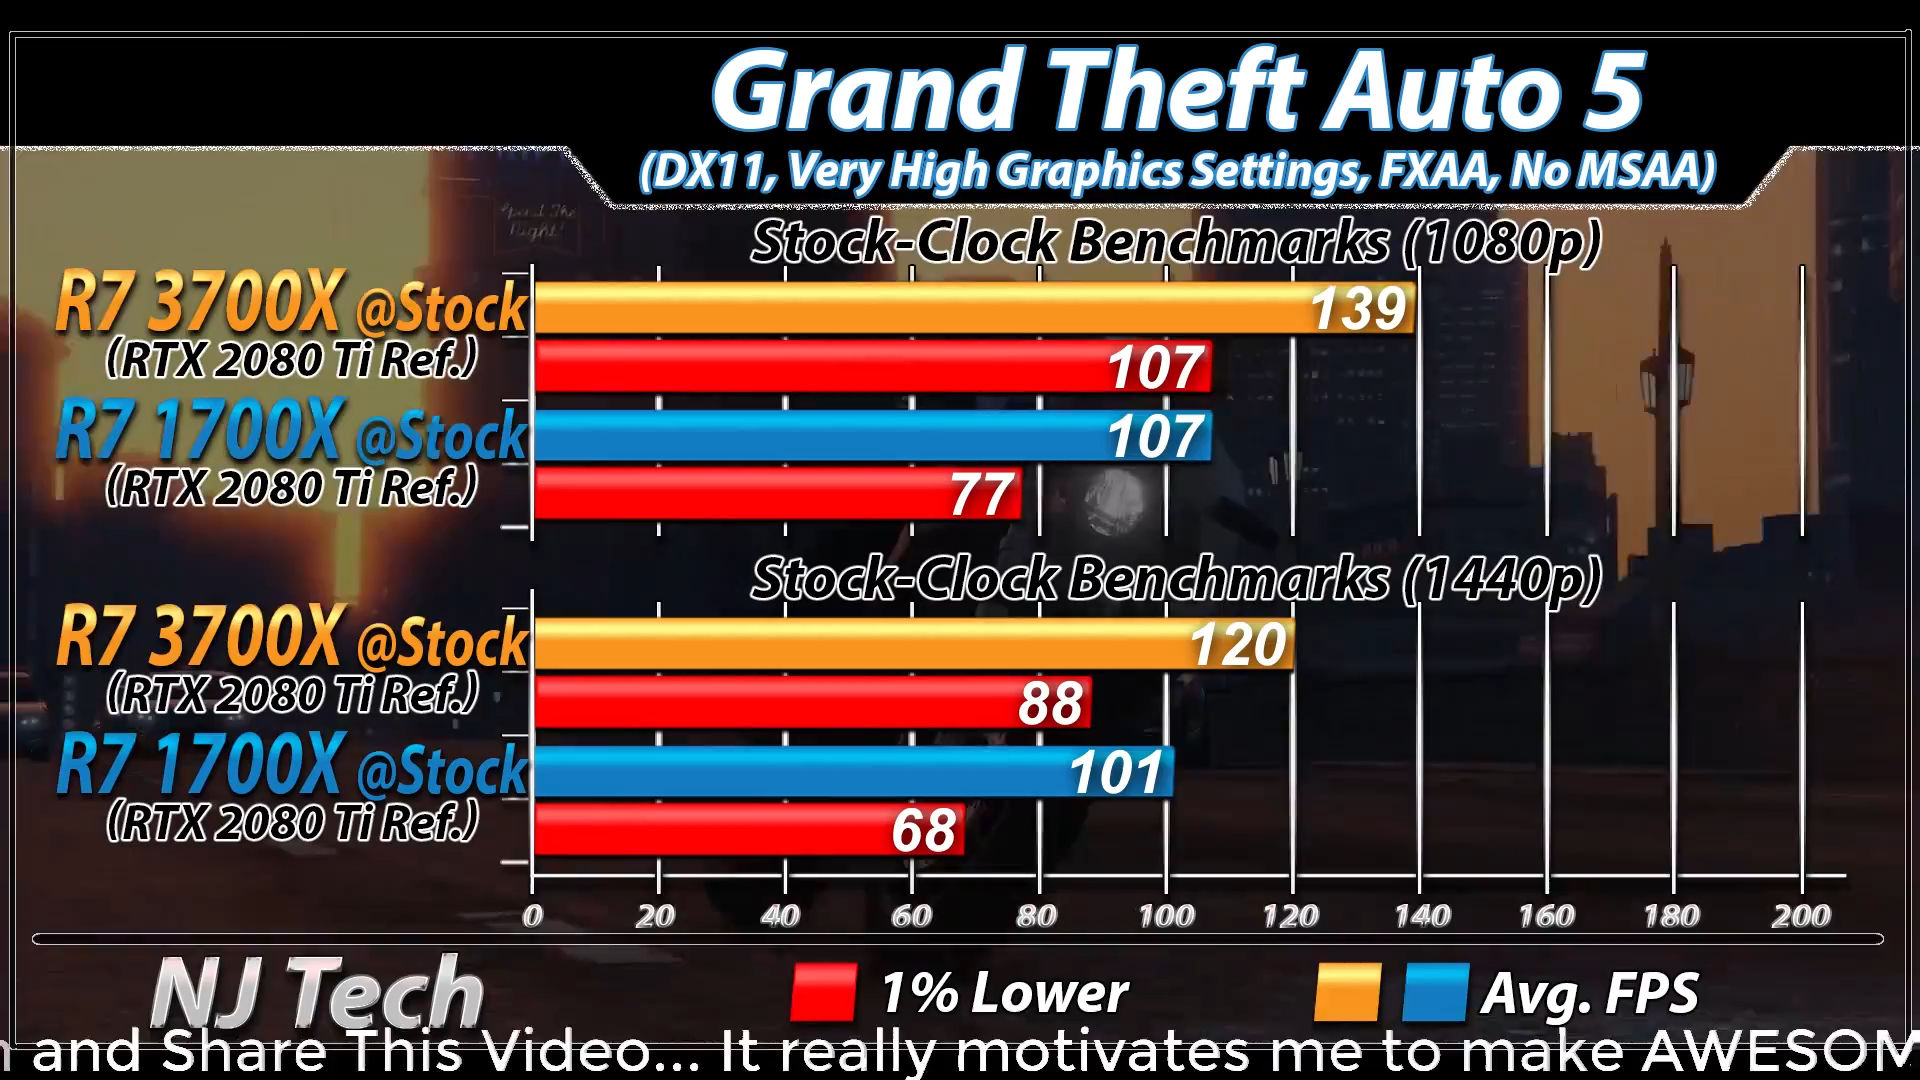 Grand Theft Auto 5
(DX11, Very High Graphics Settings, FXAA, No MSAA)
Spend The
Night!
Stock-Clock Benchmarks (1080p)
R7 3700X @Stock
(RTX 2080 Ti Ref.)
139
107
R7 1700X @Stock
(RTX 2080 Ti Ref.)
107
77
Stock-Clock Benchmarks (1440p)
R7 3700X @Stock
(RTX 2080 Ti Ref.)
120
88
R7 1700X @Stock
(RTX 2080 Ti Ref.)
101
68
0 20 40 60 80 100 120 140 160 180 200
NJ Tech
1% Lower
Avg. FPS
and Share This Video... It really motivates me to make AWESOM